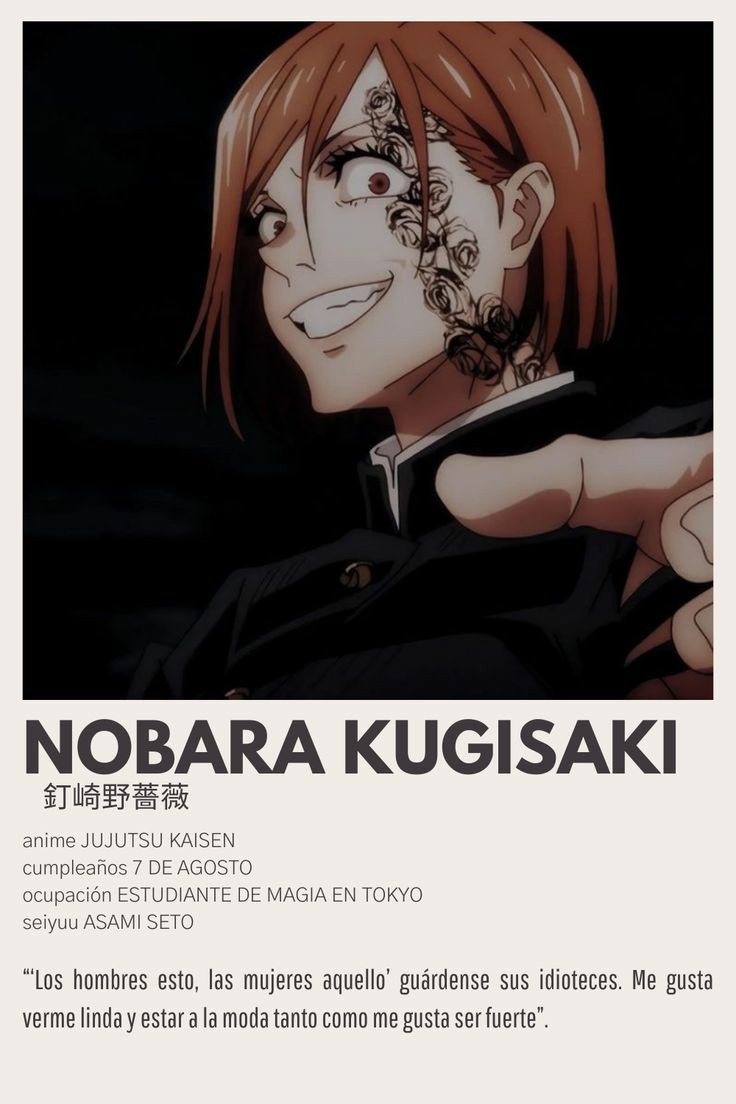 NOBARA KUGISAKI
釘崎野薔薇
anime JUJUTSU KAISEN
cumpleaños 7 DE AGOSTO
ocupación ESTUDIANTE DE MAGIA EN TOKYO
seiyuu ASAMI SETO
“‘Los hombres esto, las mujeres aquello’ guárdense sus idioteces. Me gusta
verme linda y estar a la moda tanto como me gusta ser fuerte”.